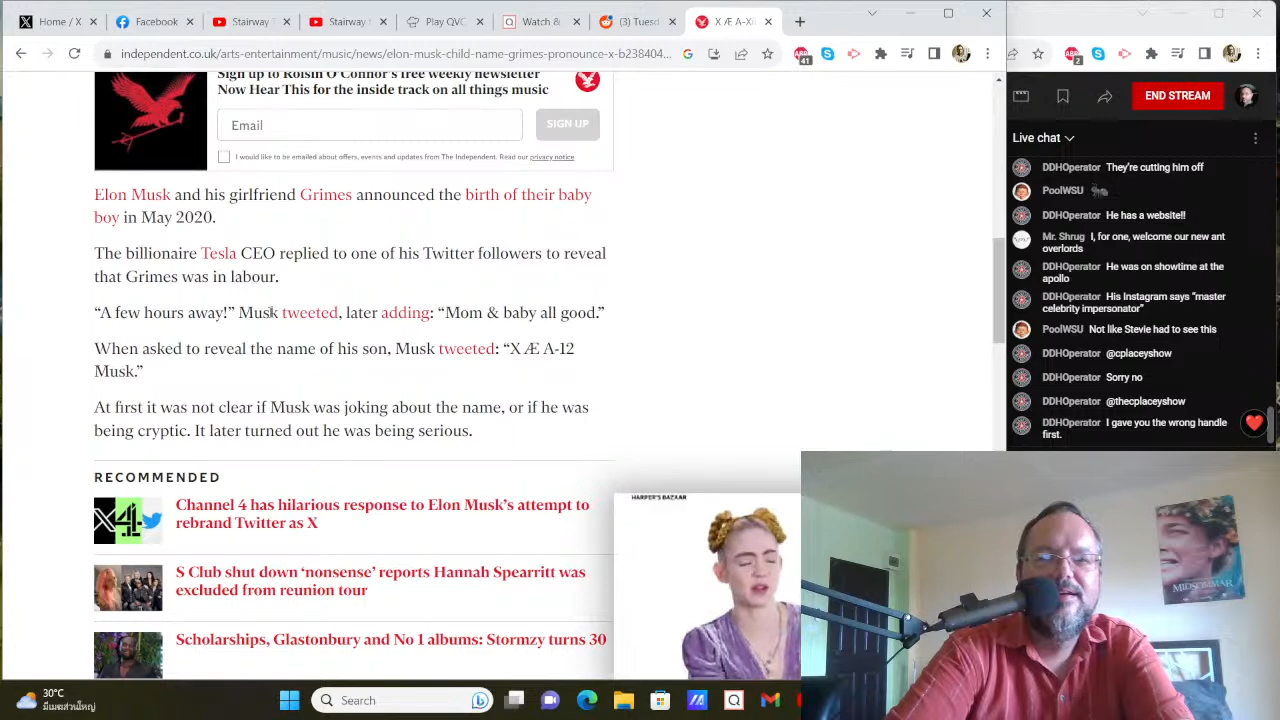 Home / X
Facebook
Stairway T
Stairway
Play QVC
Birth &
(3) Tuesd
X Æ A-Xi
independent.co.uk/arts-entertainment/music/news/elon-musk-child-name-grimes-pronounce-x-b238404...
41
2
Sign up to Roisin O'Connor's free weekly newsletter
Now Hear This for the inside track on all things music
Email
SIGN UP
I would like to be emailed about offers, events and updates from The Independent. Read our privacy notice
Elon Musk and his girlfriend Grimes announced the birth of their baby
boy in May 2020.
The billionaire Tesla CEO replied to one of his Twitter followers to reveal
that Grimes was in labour.
“A few hours away!” Musk tweeted, later adding: “Mom & baby all good.”
When asked to reveal the name of his son, Musk tweeted: “X Æ A-12
Musk.”
At first it was not clear if Musk was joking about the name, or if he was
being cryptic. It later turned out he was being serious.
RECOMMENDED
Channel 4 has hilarious response to Elon Musk’s attempt to
rebrand Twitter as X
S Club shut down ‘nonsense’ reports Hannah Spearritt was
excluded from reunion tour
Scholarships, Glastonbury and No 1 albums: Stormzy turns 30
HARPER'S BAZAAR
END STREAM
Live chat
DDHOperator They're cutting him off
PoolWSU
DDHOperator He has a website!!
Mr. Shrug I, for one, welcome our new ant
overlords
DDHOperator He was on showtime at the
apollo
DDHOperator His Instagram says “master
celebrity impersonator”
PoolWSU Not like Stevie had to see this
DDHOperator @cplaceyshow
DDHOperator Sorry no
DDHOperator @thecplaceyshow
DDHOperator I gave you the wrong handle
first.
MIDSOMMAR
30°C
Search